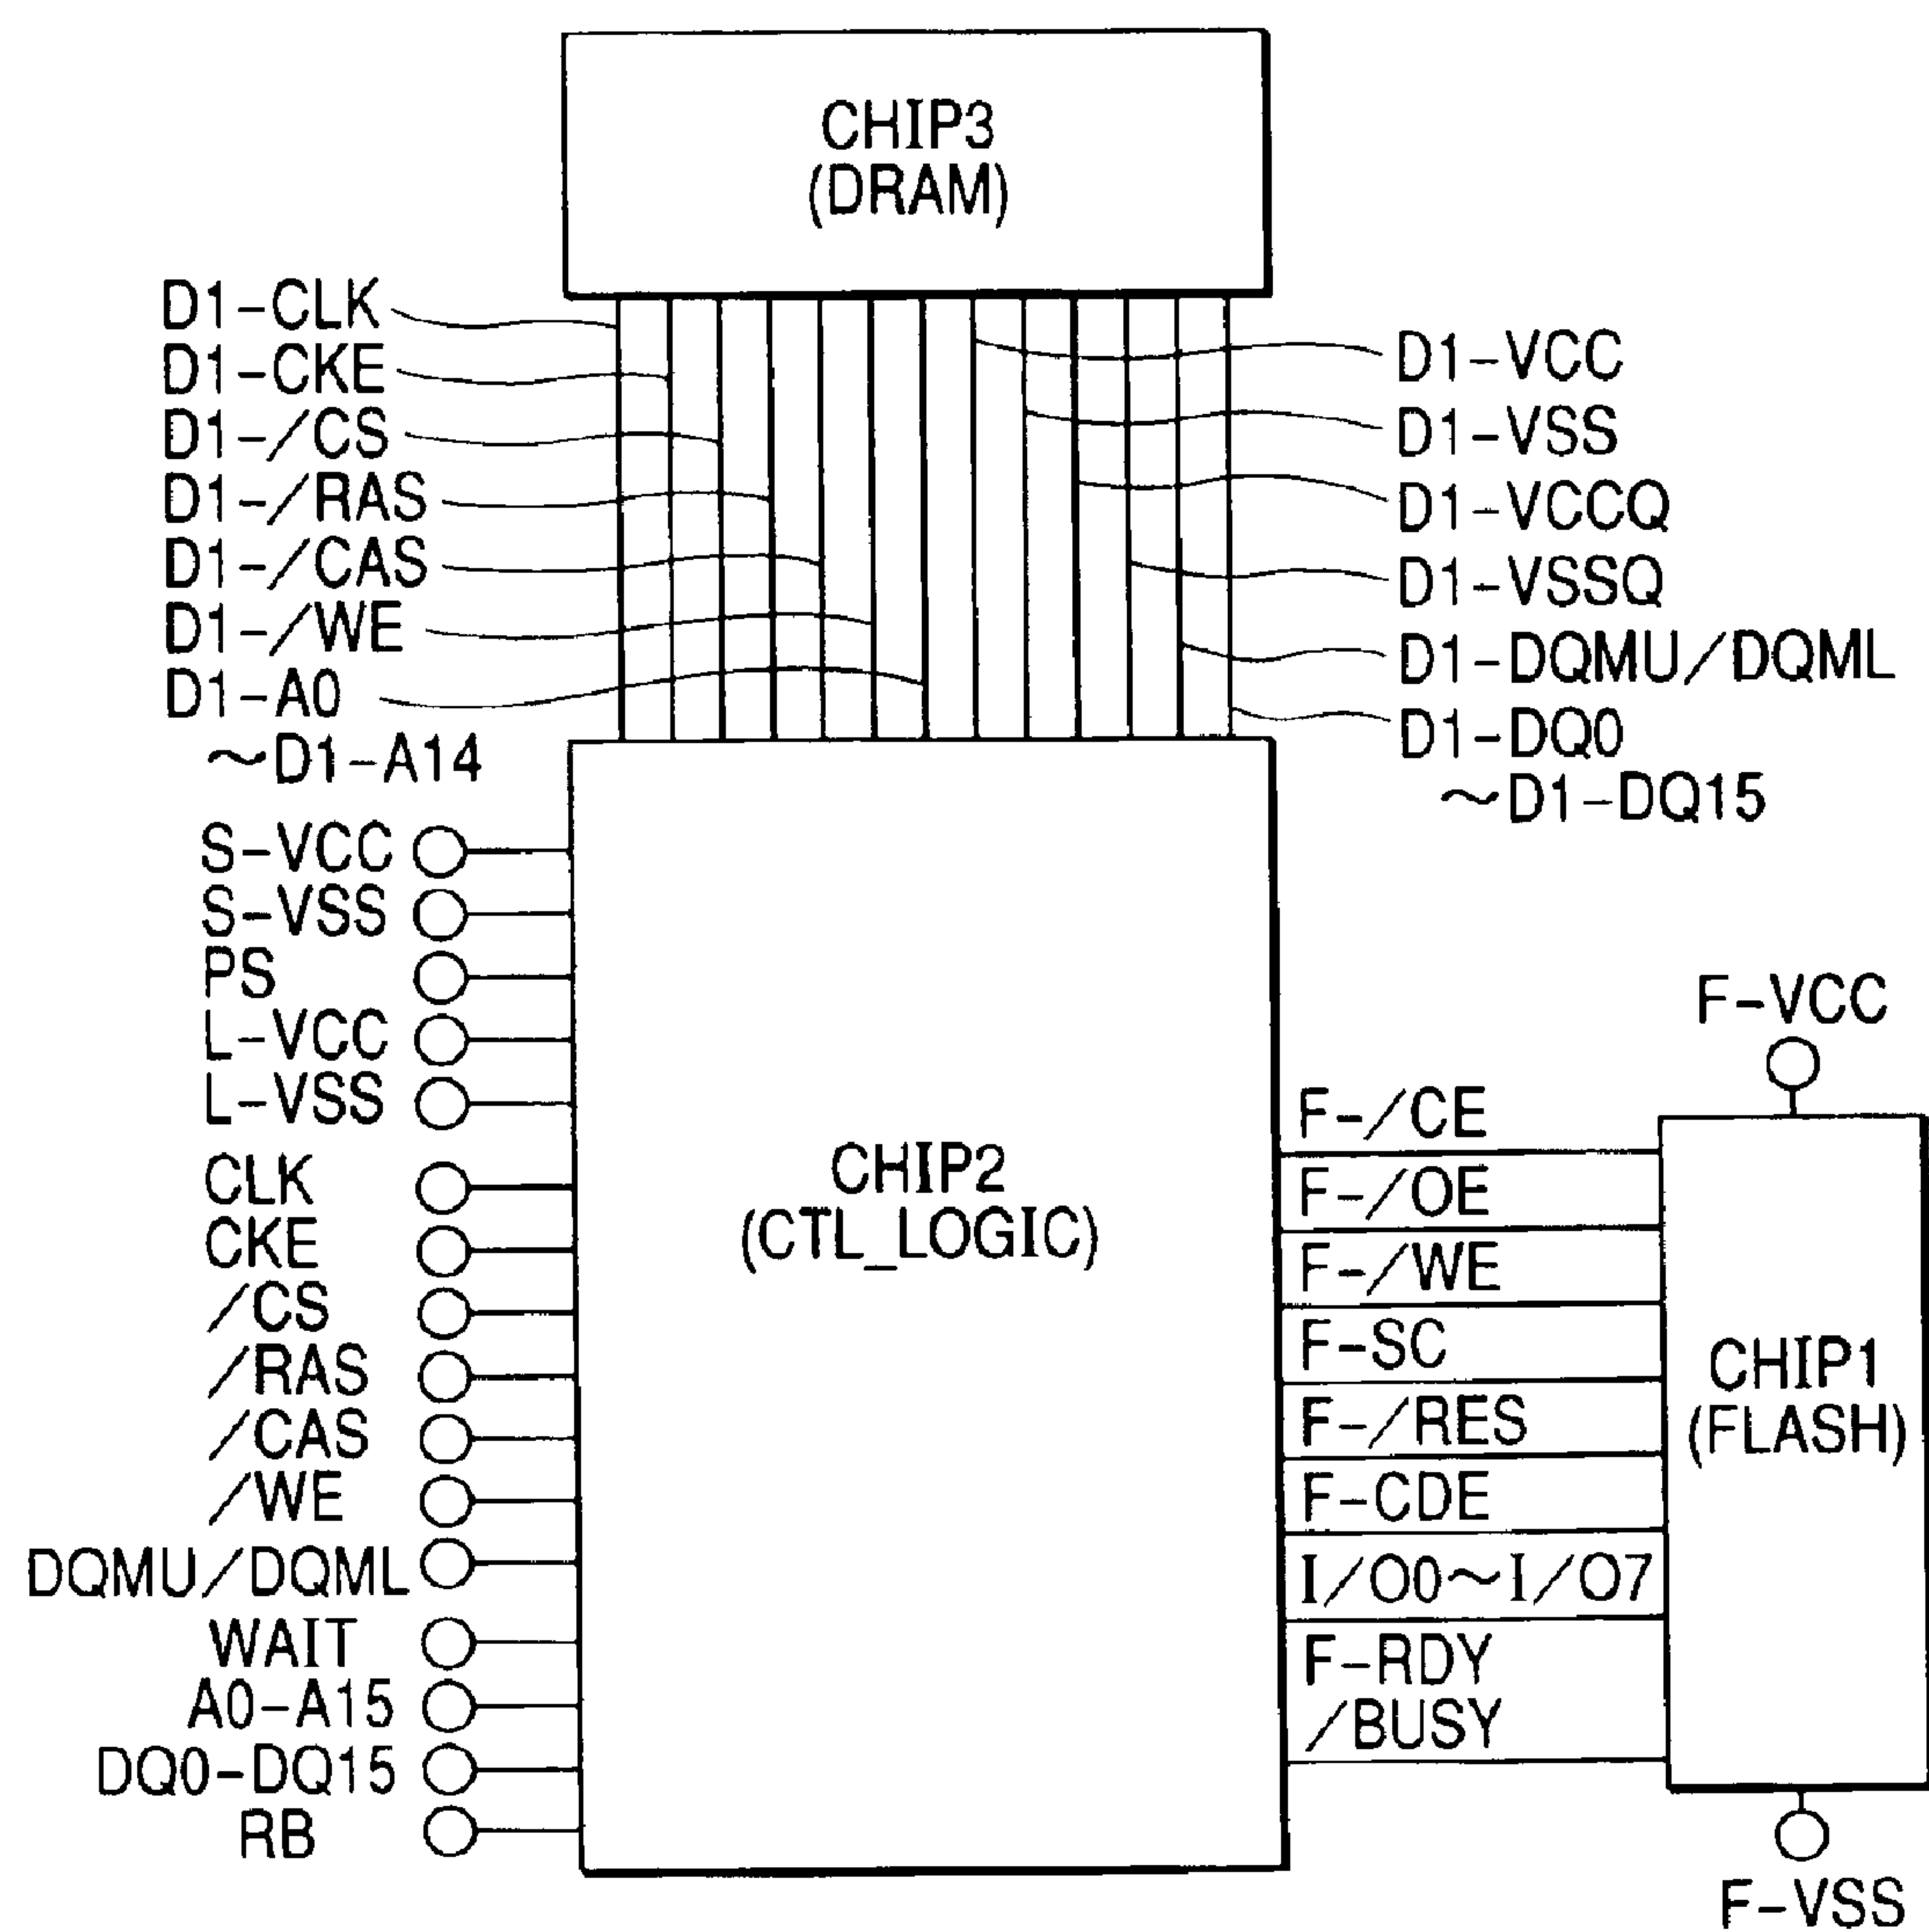 CHIP3
(DRAM)
D1-CLK
D1-CKE
D1-/CS
D1-/RAS
D1-/CAS
D1-/WE
D1-A0
~D1-A14
D1-VCC
D1-VSS
D1-VCCQ
D1-VSSQ
D1-DQMU/DQML
D1-DQ0
~D1-DQ15
S-VCC
S-VSS
PS
L-VCC
L-VSS
CLK
CKE
/CS
/RAS
/CAS
/WE
DQMU/DQML
WAIT
A0-A15
DQ0-DQ15
RB
CHIP2
(CTL_LOGIC)
F-/CE
F-/OE
F-/WE
F-SC
F-/RES
F-CDE
I/O0~I/O7
F-RDY
/BUSY
F-VCC
CHIP1
(FLASH)
F-VSS